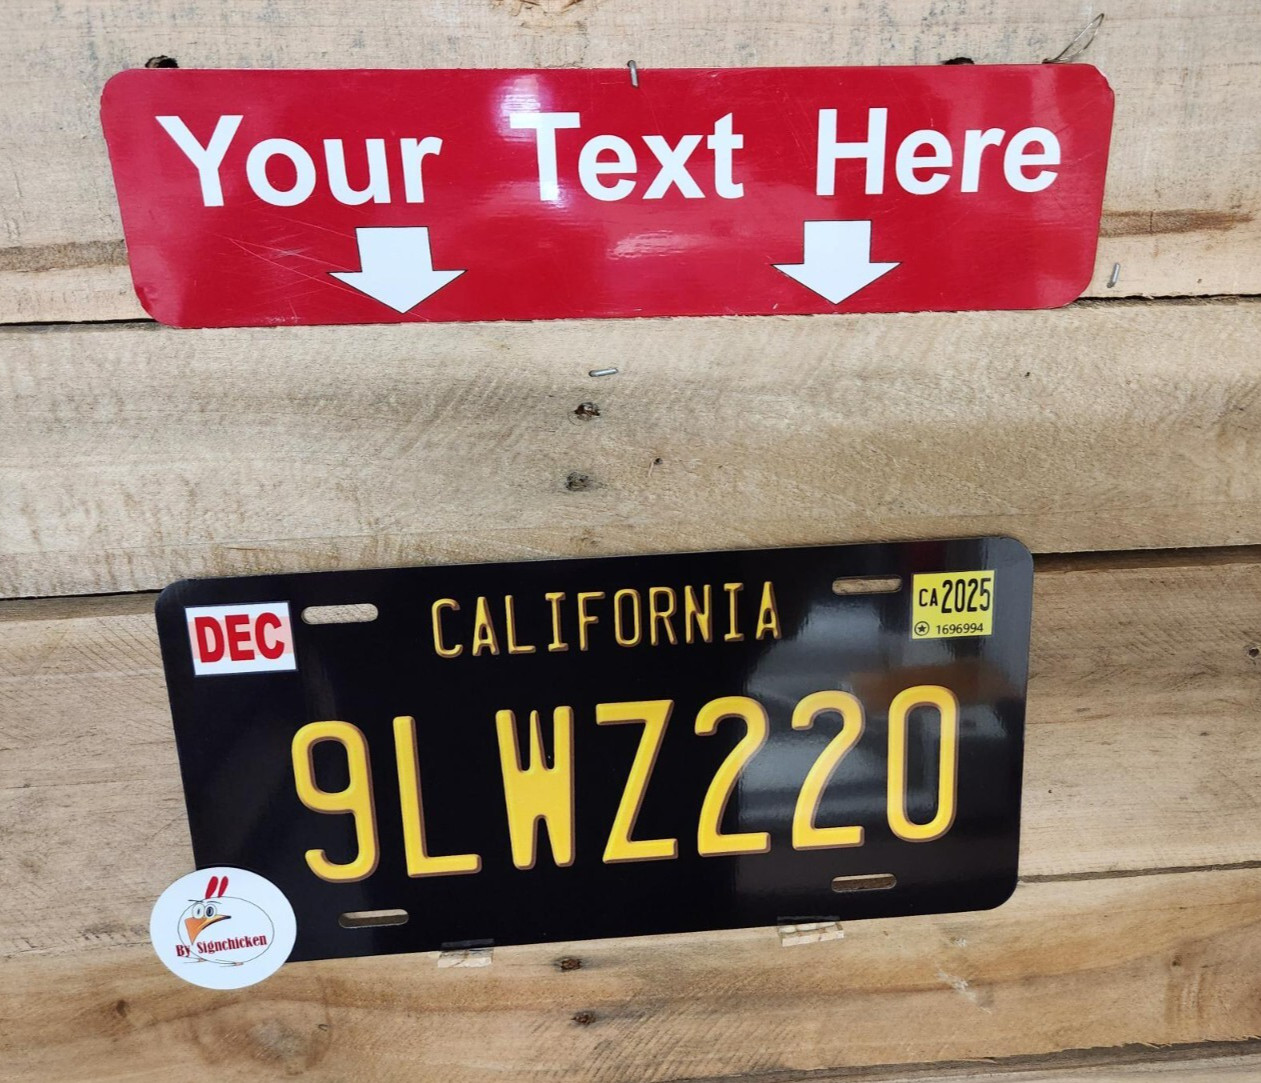 Your Text Here
CALIFORNIA
DEC
CA 2025
1696994
9LWZ220
By Signchicken